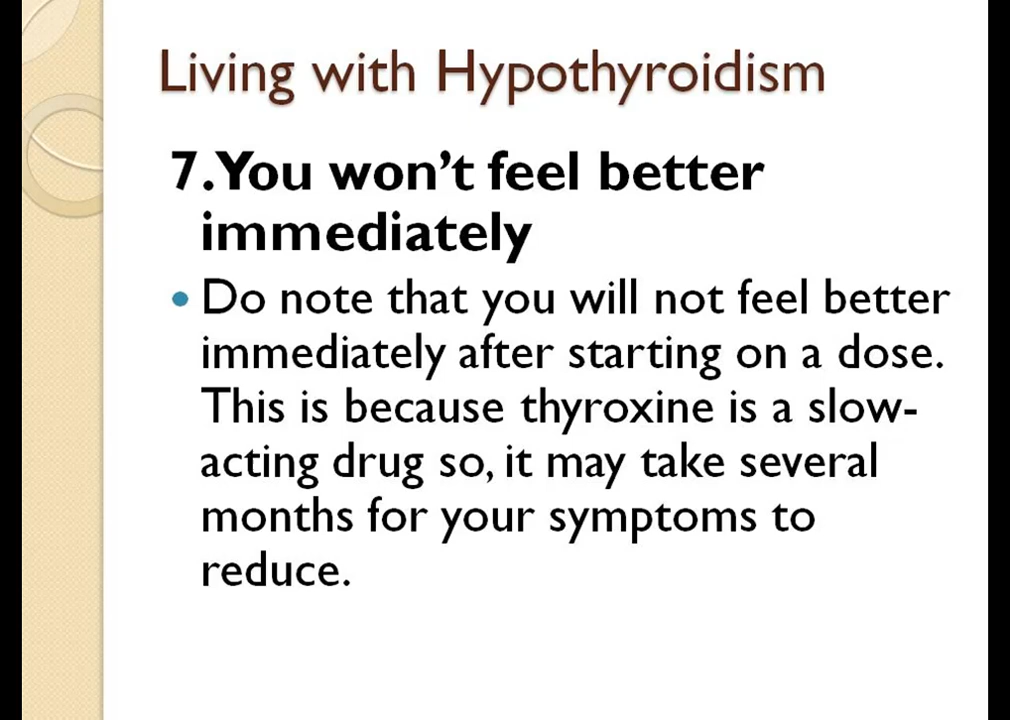 Living with Hypothyroidism
7.You won’t feel better
immediately
• Do note that you will not feel better
immediately after starting on a dose.
This is because thyroxine is a slow-
acting drug so, it may take several
months for your symptoms to
reduce.